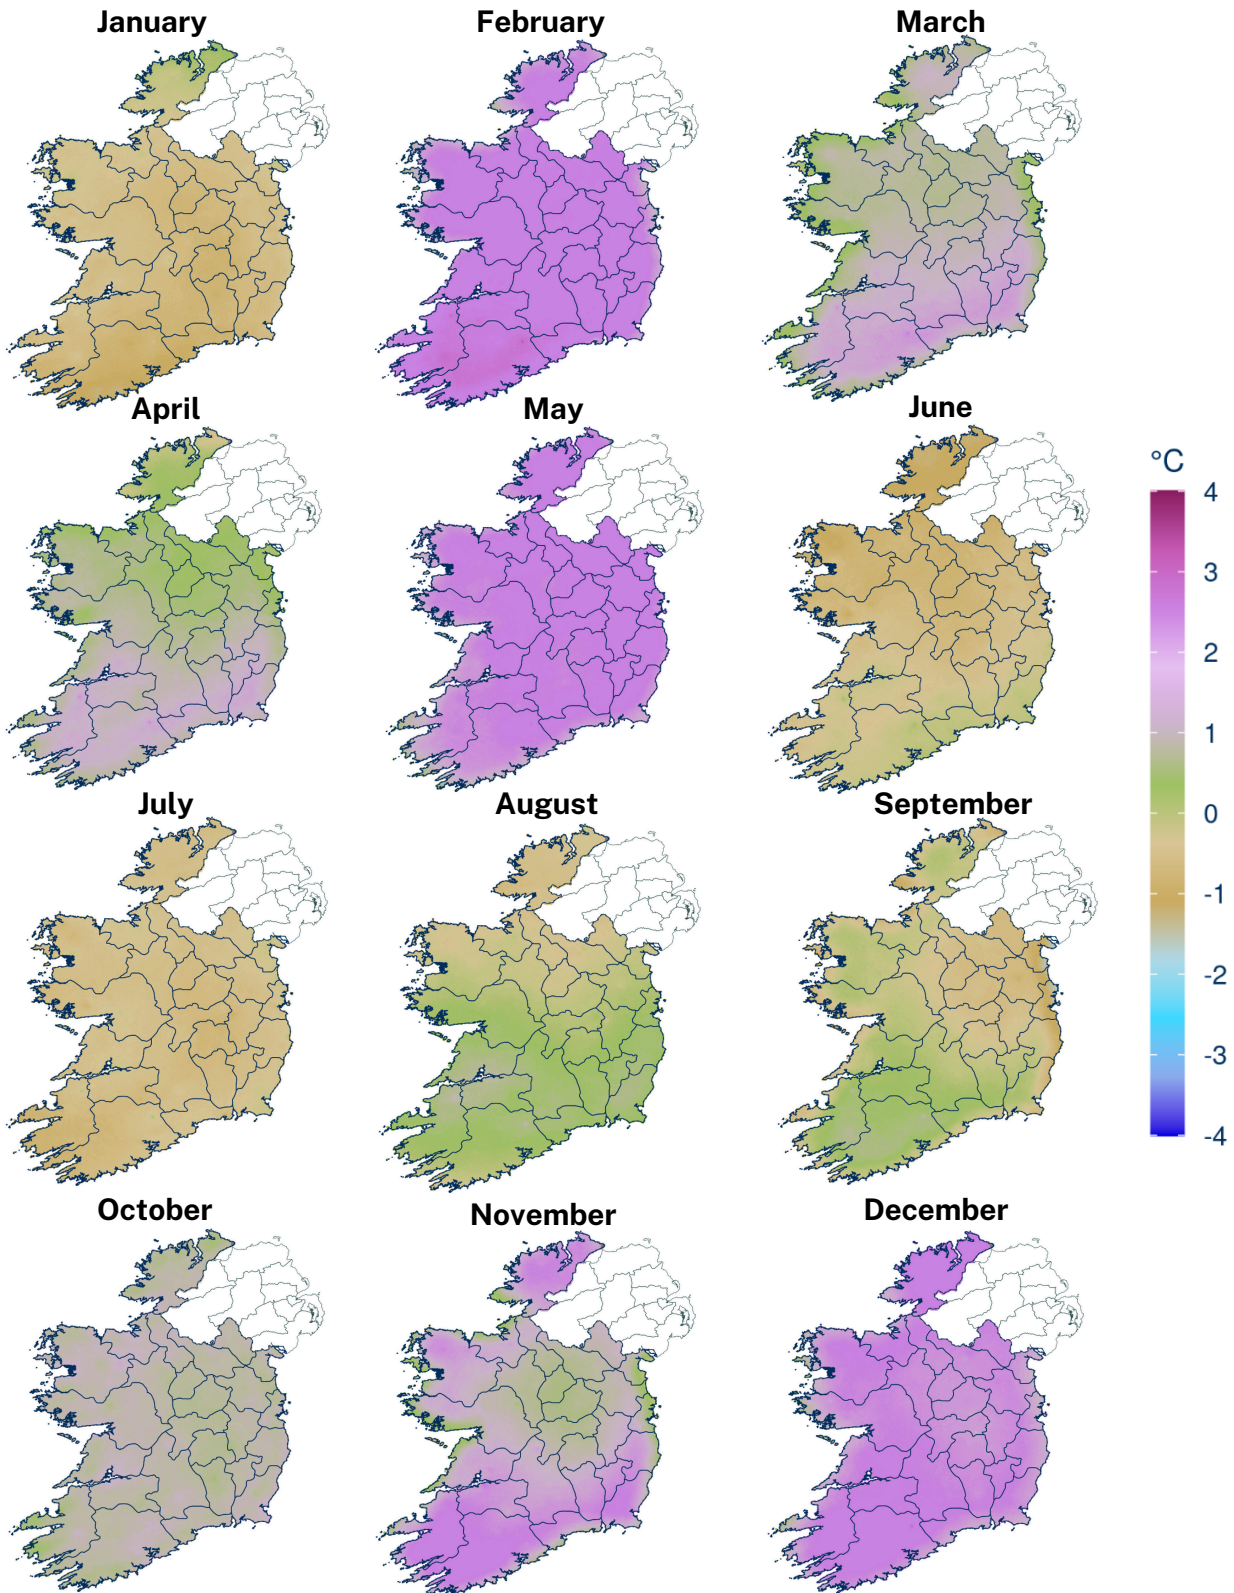 January February March
April May June
°C
4
3
2
1
0
-1
-2
-3
-4
July August September
October November December